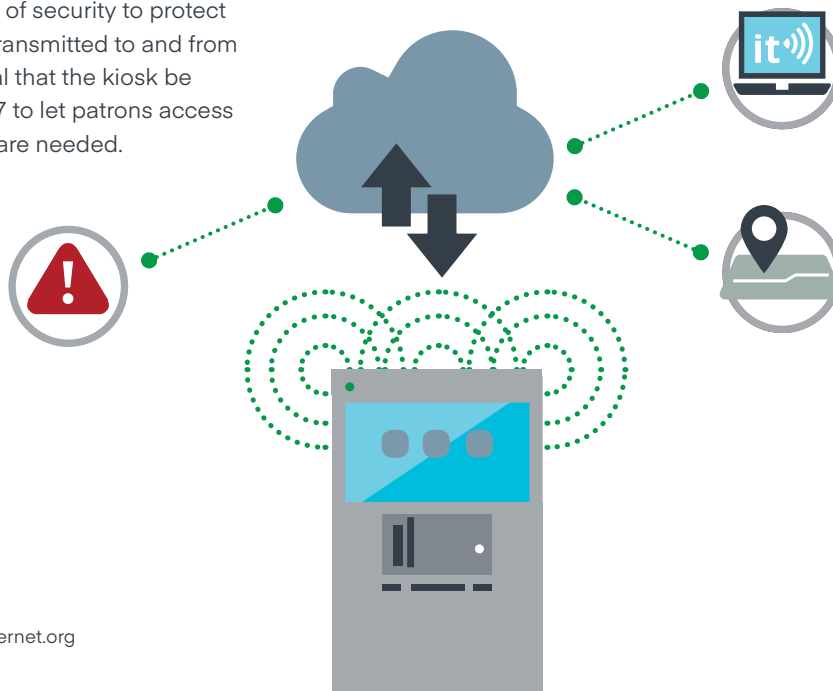 of security to protect
ransmitted to and from
al that the kiosk be
7 to let patrons access
are needed.
it
!
ernet.org